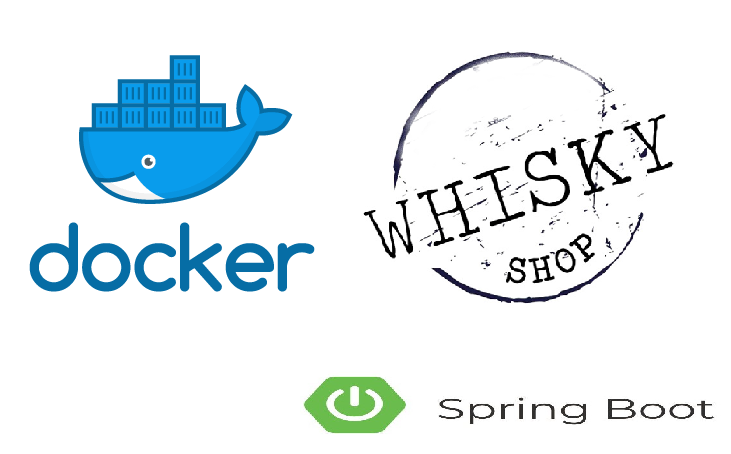 docker
WHISKY
SHOP
Spring Boot